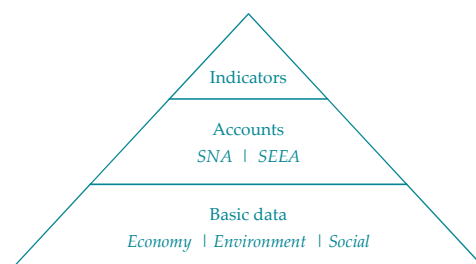 Indicators
Accounts
SNA | SEEA
Basic data
Economy | Environment | Social